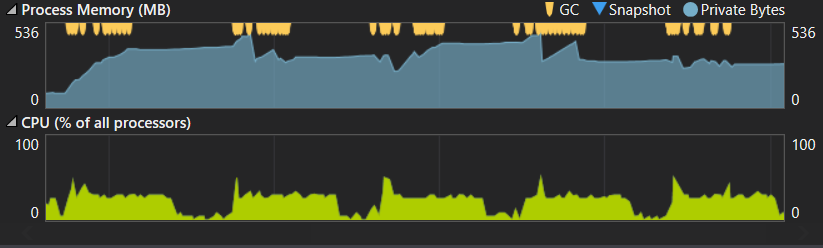 Process Memory (MB) GC Snapshot Private Bytes
536 536
0 0
CPU (% of all processors)
100 100
0 0